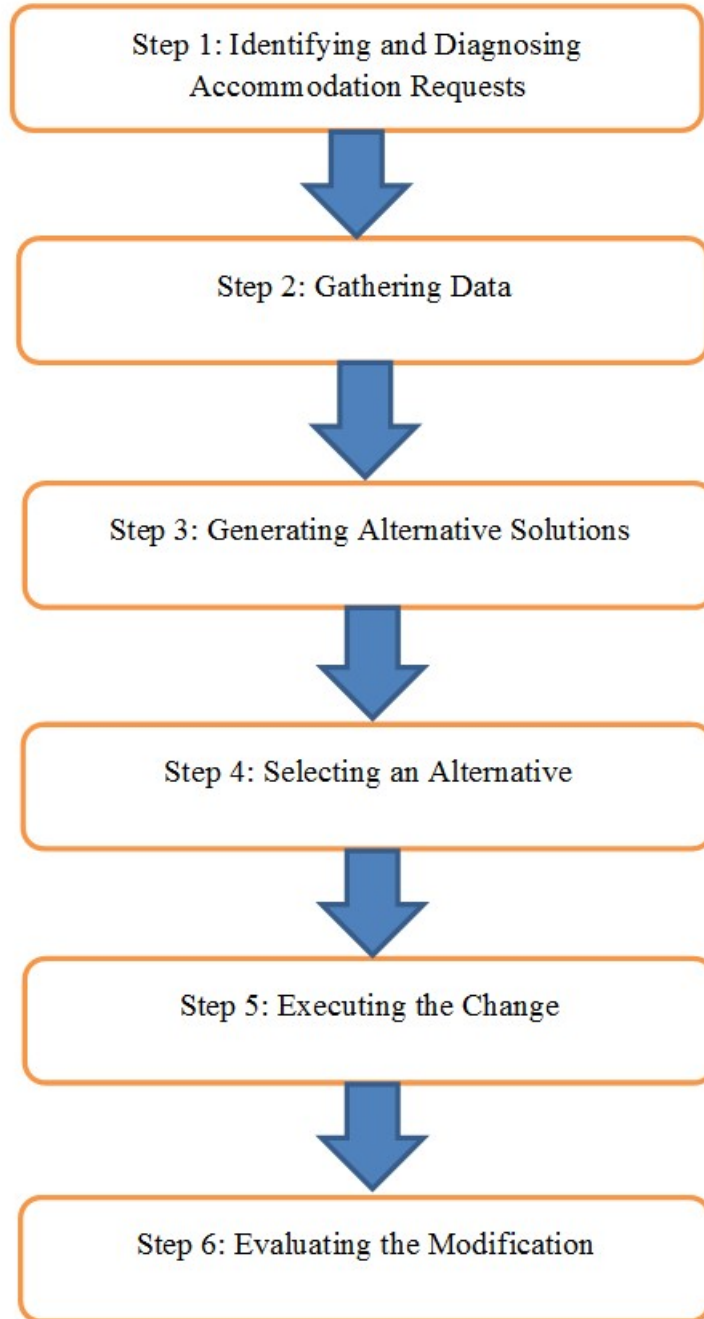 Step 1: Identifying and Diagnosing
Accommodation Requests
Step 2: Gathering Data
Step 3: Generating Alternative Solutions
Step 4: Selecting an Alternative
Step 5: Executing the Change
Step 6: Evaluating the Modification